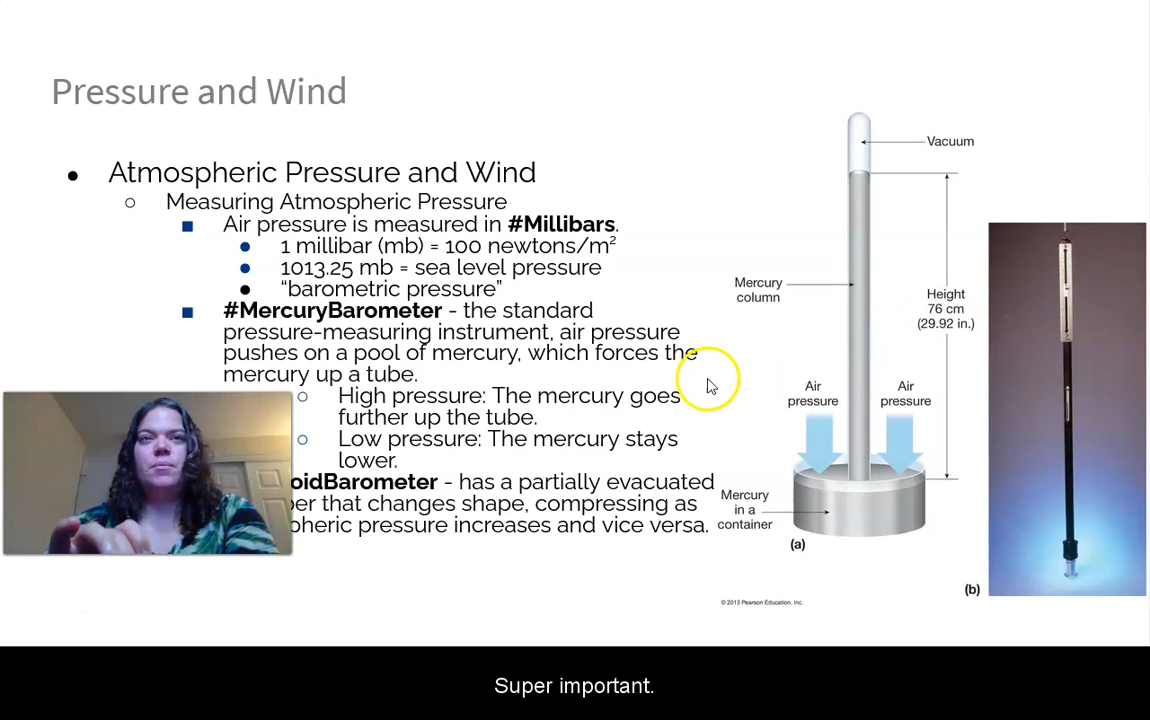 Pressure and Wind
● Atmospheric Pressure and Wind
○ Measuring Atmospheric Pressure
■ Air pressure is measured in #Millibars.
● 1 millibar (mb) = 100 newtons/m²
● 1013.25 mb = sea level pressure
● “barometric pressure”
■ #MercuryBarometer - the standard
pressure-measuring instrument, air pressure
pushes on a pool of mercury, which forces the
mercury up a tube.
○ High pressure: The mercury goes
further up the tube.
○ Low pressure: The mercury stays
lower.
oidBarometer - has a partially evacuated
ber that changes shape, compressing as
pheric pressure increases and vice versa.
Vacuum
Mercury
column
Height
76 cm
(29.92 in.)
Air
pressure
Air
pressure
Mercury
in a
container
(a)
(b)
© 2013 Pearson Education, Inc.
Super important.